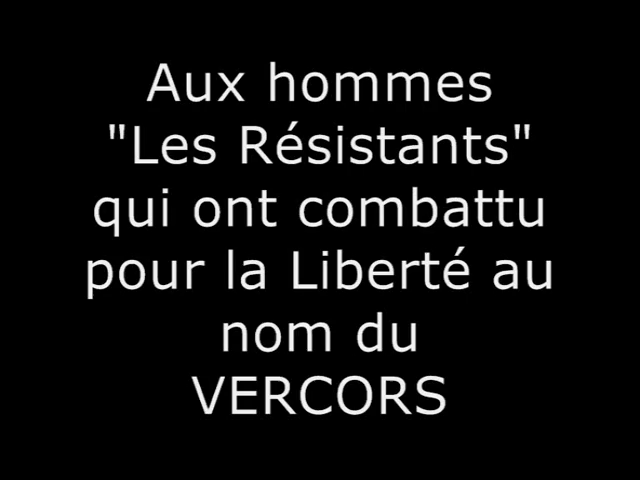 Aux hommes
"Les Résistants"
qui ont combattu
pour la Liberté au
nom du
VERCORS